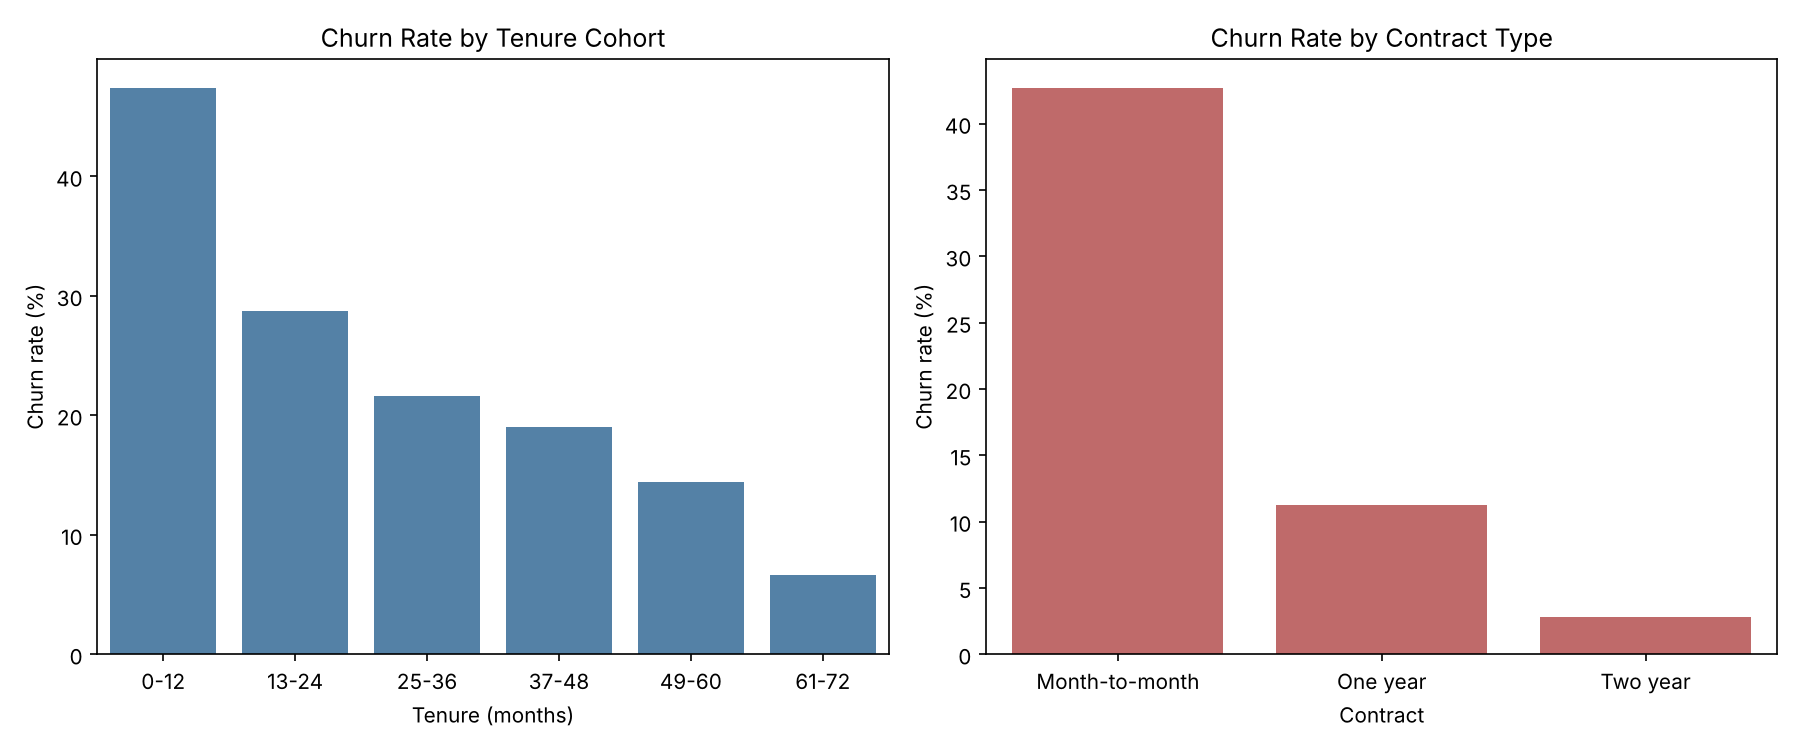 Churn Rate by Tenure Cohort
Churn rate (%)
40
30
20
10
0
0-12 13-24 25-36 37-48 49-60 61-72
Tenure (months)
Churn Rate by Contract Type
Churn rate (%)
40
35
30
25
20
15
10
5
0
Month-to-month One year Two year
Contract